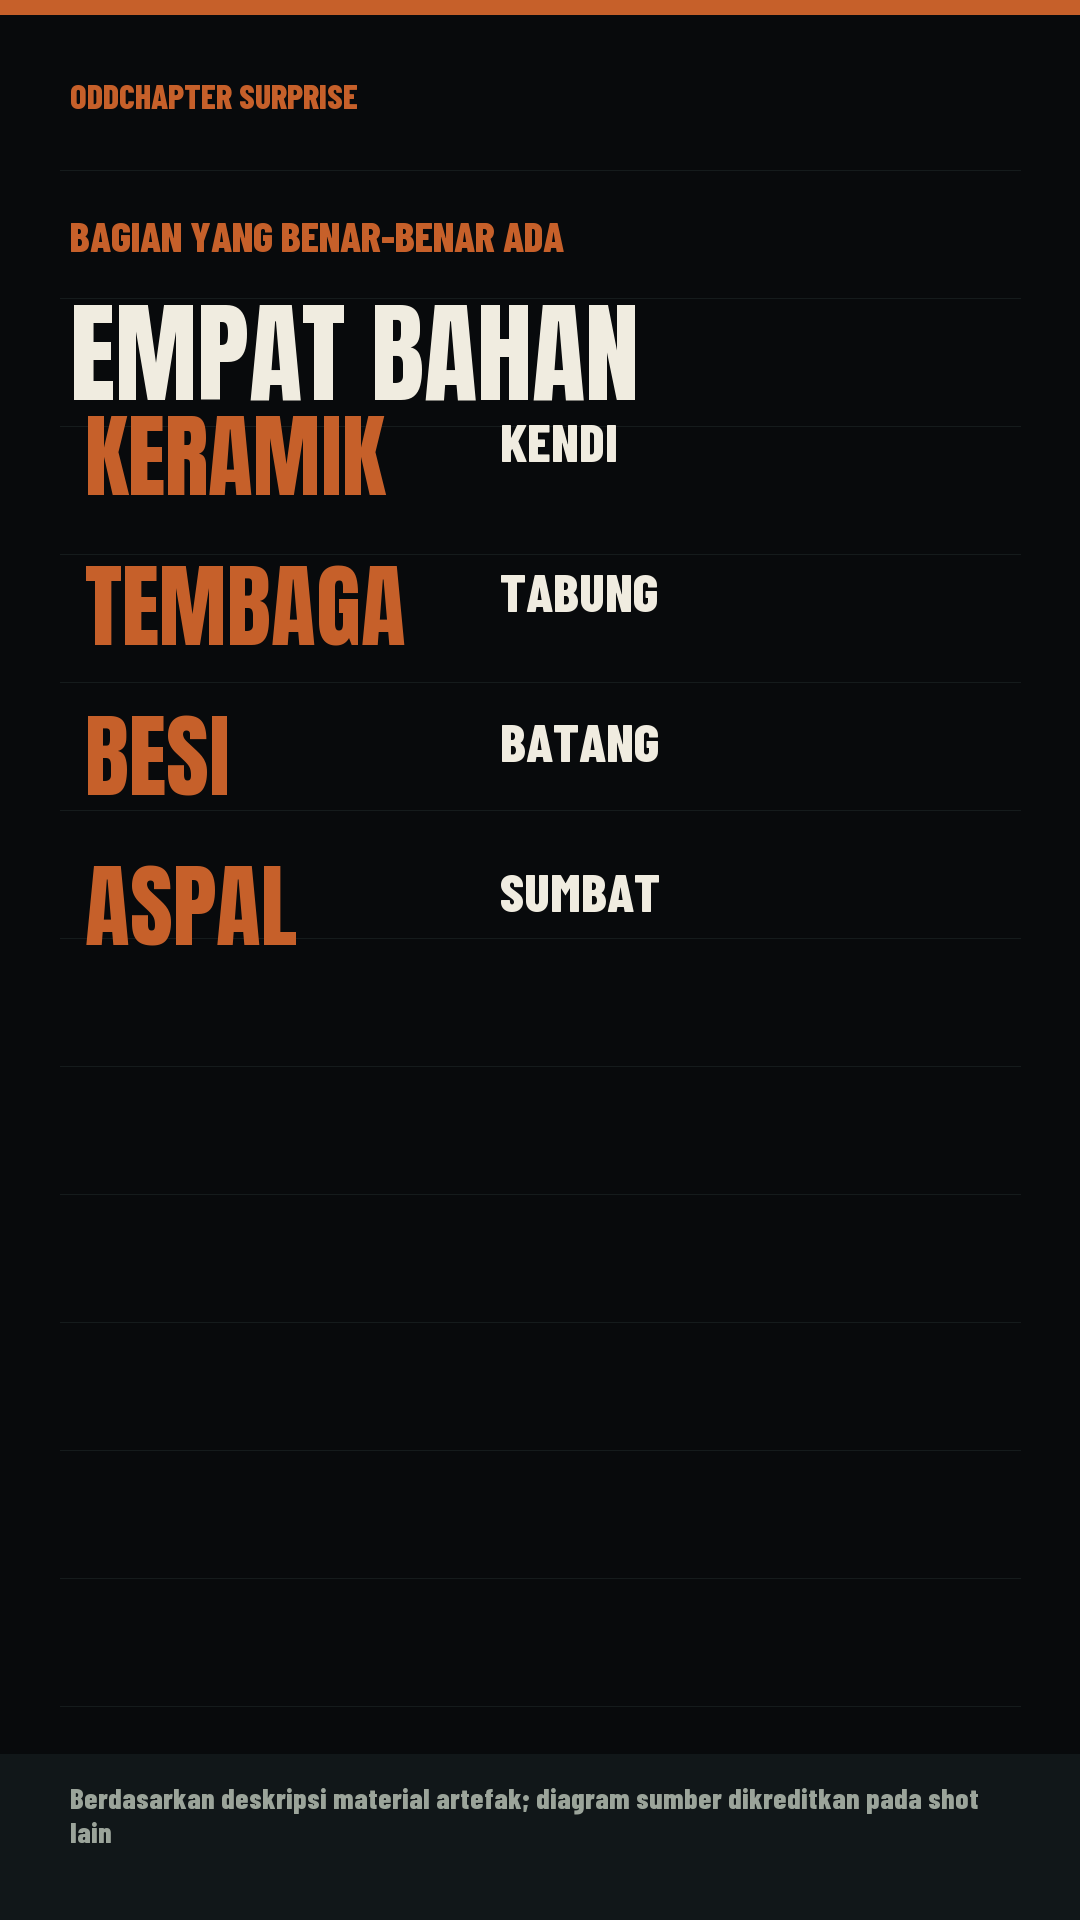 ODDCHAPTER SURPRISE
BAGIAN YANG BENAR-BENAR ADA
EMPAT BAHAN
KERAMIK KENDI
TEMBAGA TABUNG
BESI BATANG
ASPAL SUMBAT
Berdasarkan deskripsi material artefak; diagram sumber dikreditkan pada shot
lain